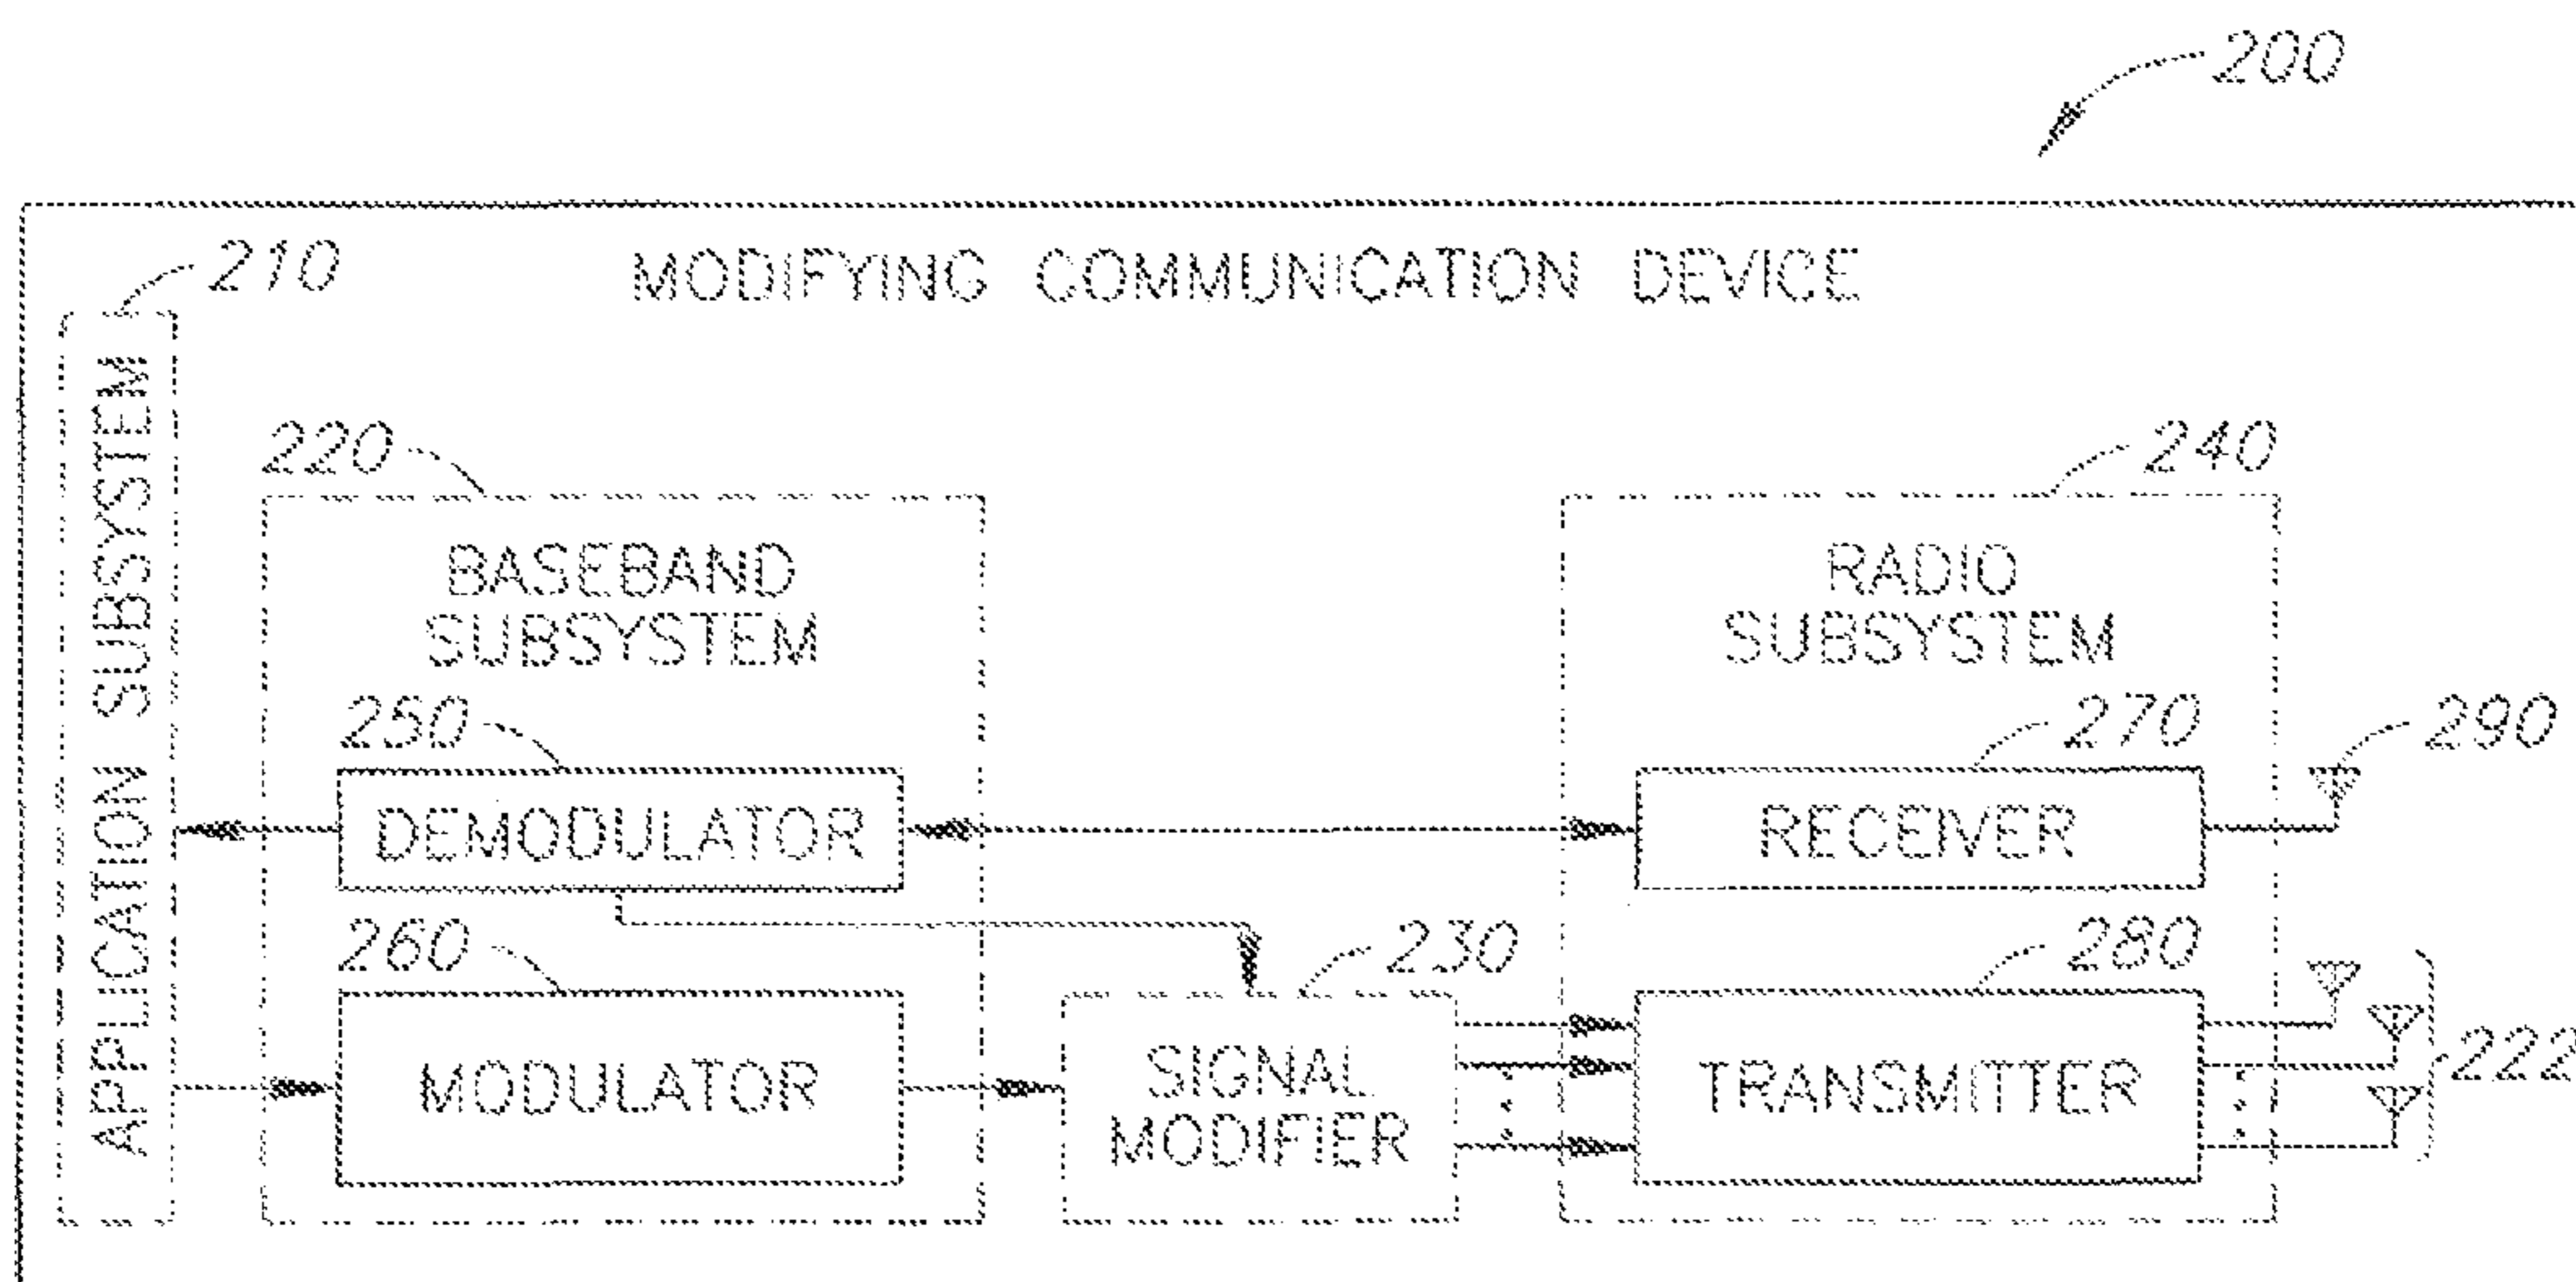 200
MODIFYING COMMUNICATION DEVICE
210
APPLICATION SUBSYSTEM
220
240
BASEBAND
SUBSYSTEM
RADIO
SUBSYSTEM
250
270
290
DEMODULATOR
RECEIVER
260
230
280
MODULATOR
SIGNAL
MODIFIER
TRANSMITTER
222